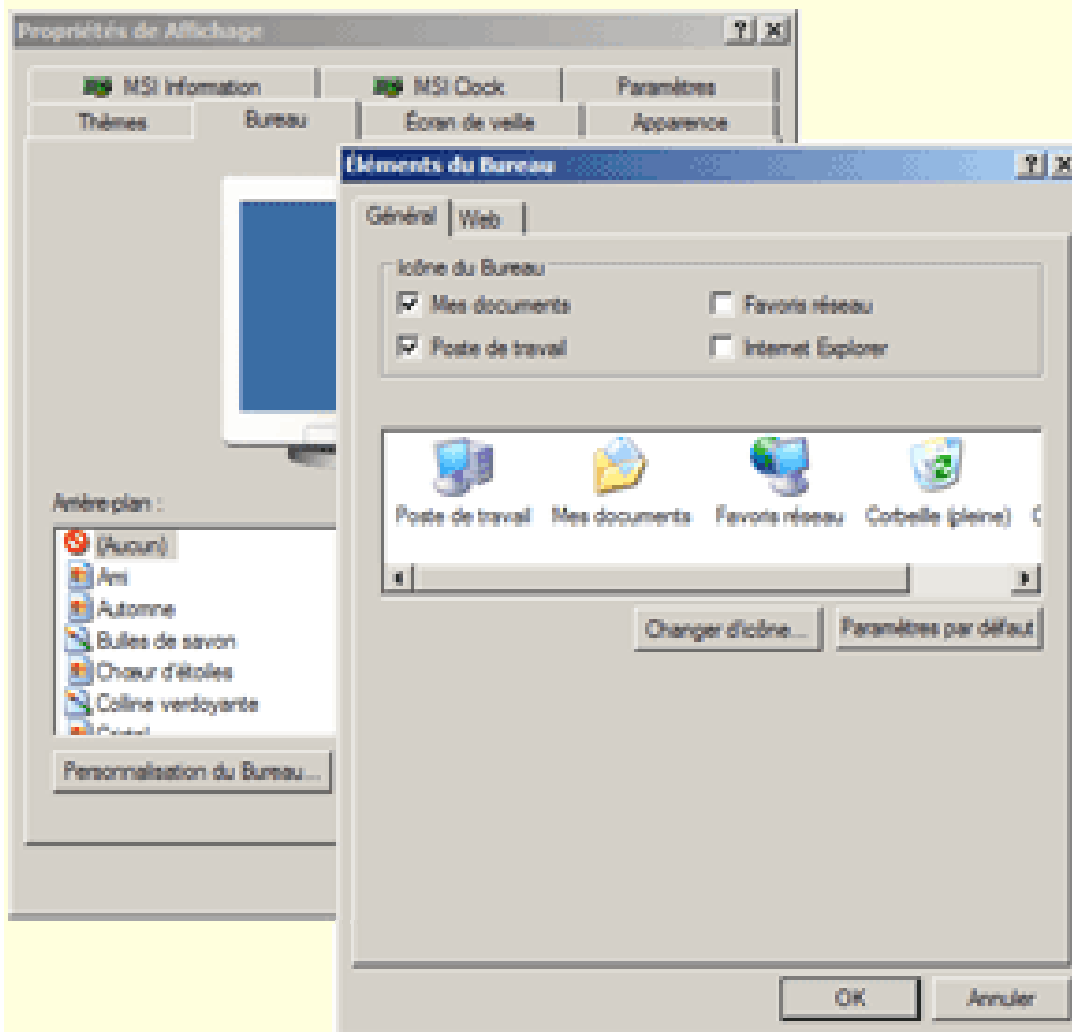 Propriétés de Affichage
MSI Information MSI Clock Paramètres
Thèmes Bureau Écran de veille Apparence
Éléments du Bureau
Général Web
Icône du Bureau
Mes documents Favoris réseau
Poste de travail Internet Explorer
Poste de travail Mes documents Favoris réseau Corbeille (pleine)
Changer d'icône... Paramètres par défaut
Arrière-plan :
(Aucun)
Ami
Automne
Bulles de savon
Chœur d'étoiles
Colline verdoyante
Personnalisation du Bureau...
OK Annuler